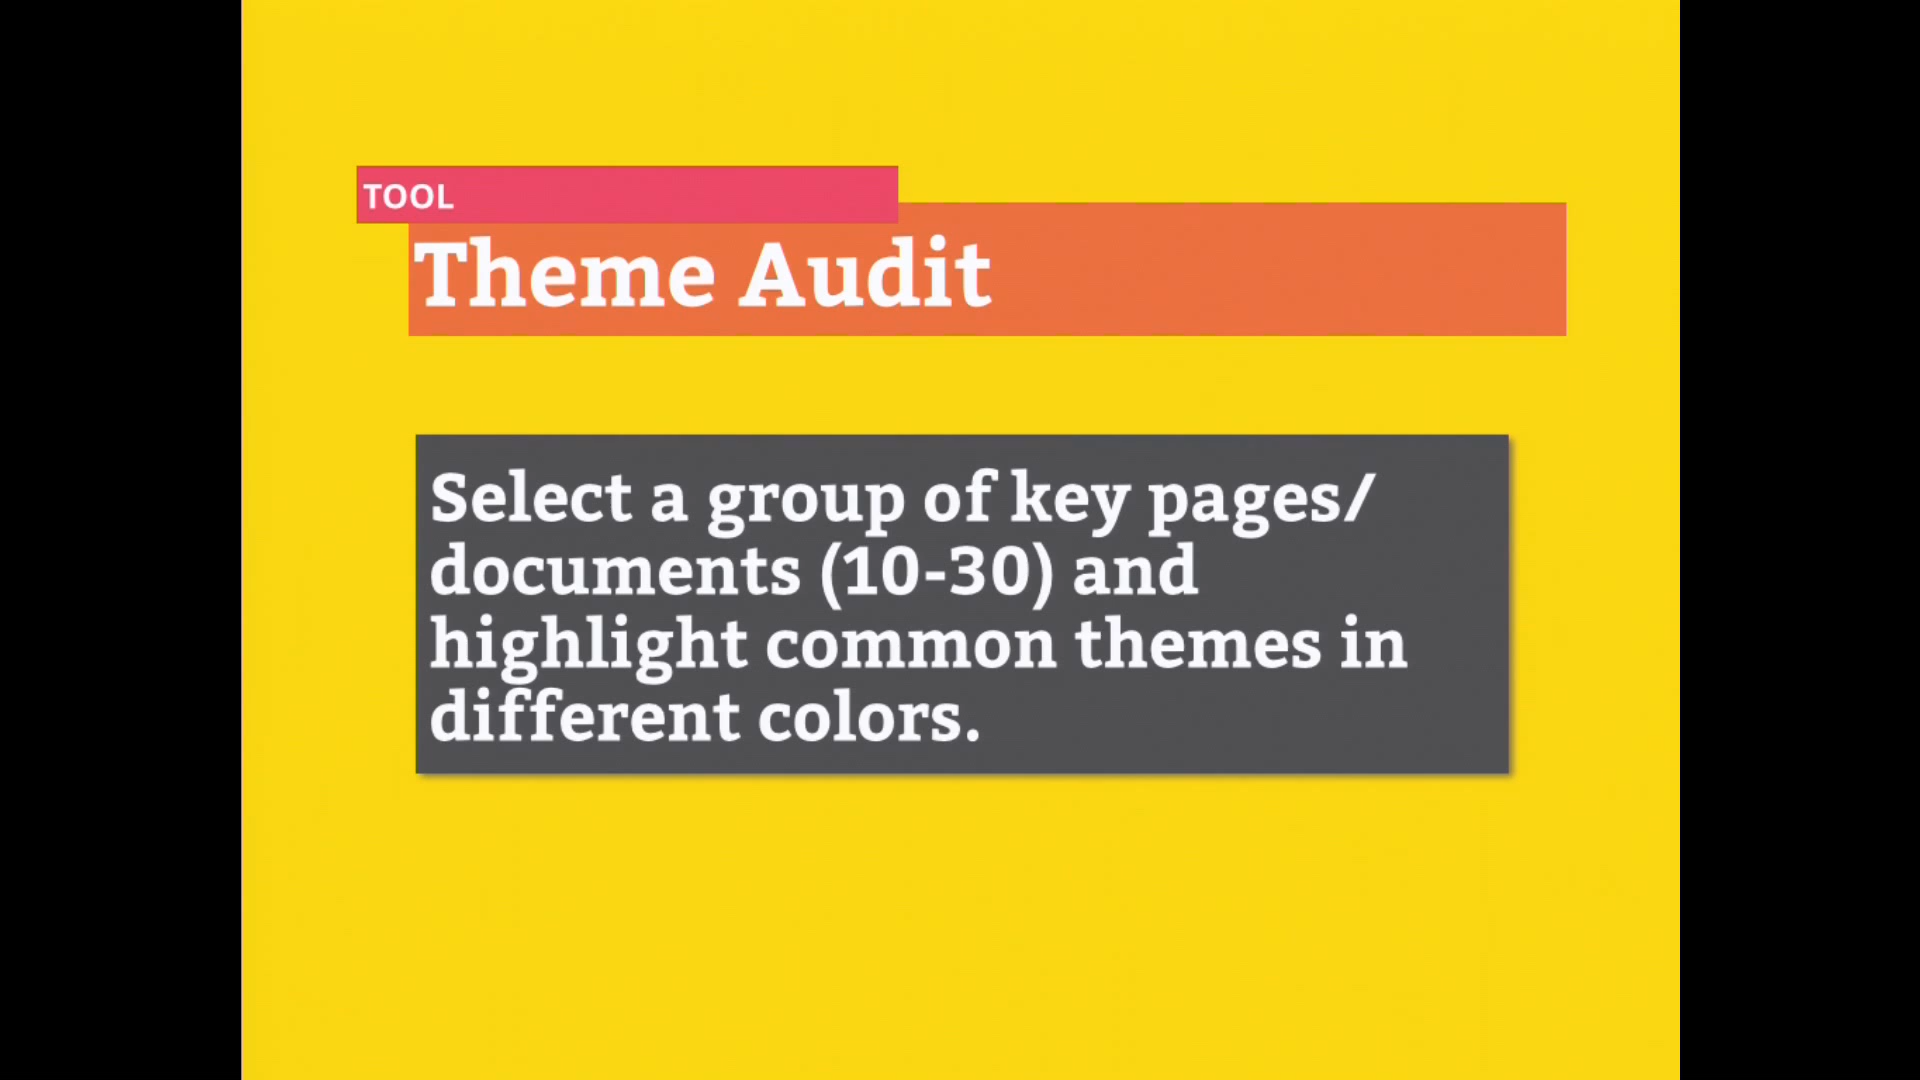 TOOL
Theme Audit
Select a group of key pages/
documents (10-30) and
highlight common themes in
different colors.